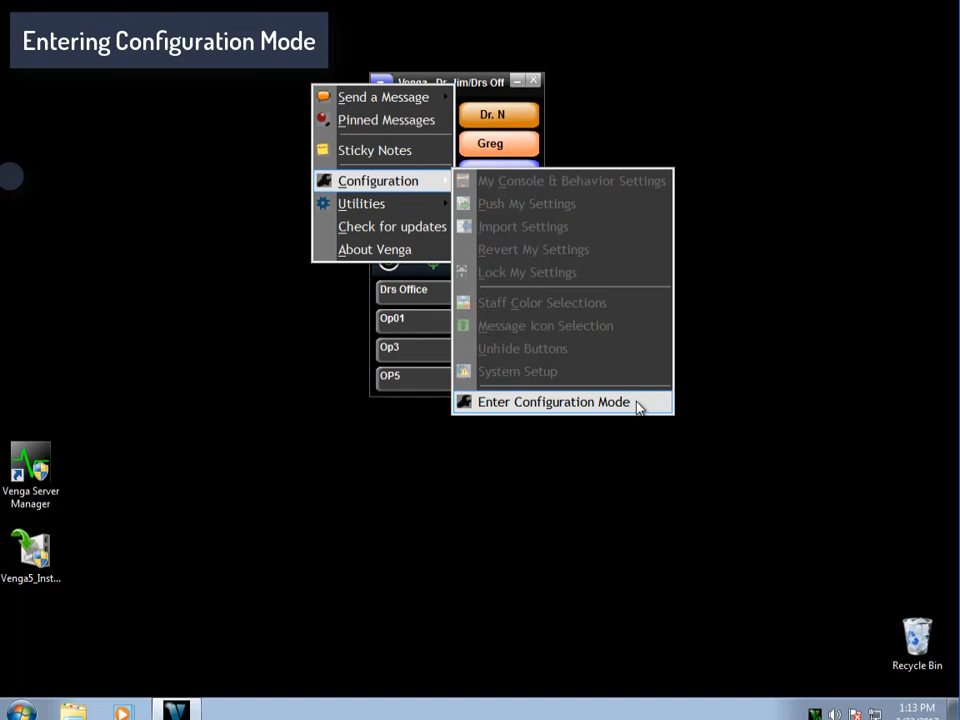 Entering Configuration Mode
Venga Dr. Jim/Drs Off
Send a Message
Pinned Messages
Sticky Notes
Configuration
Utilities
Check for updates
About Venga
Dr. N
Greg
My Console & Behavior Settings
Push My Settings
Import Settings
Revert My Settings
Lock My Settings
Staff Color Selections
Message Icon Selection
Unhide Buttons
System Setup
Enter Configuration Mode
Drs Office
Op01
Op3
OP5
Venga Server
Manager
Venga5_Inst...
Recycle Bin
1:13 PM